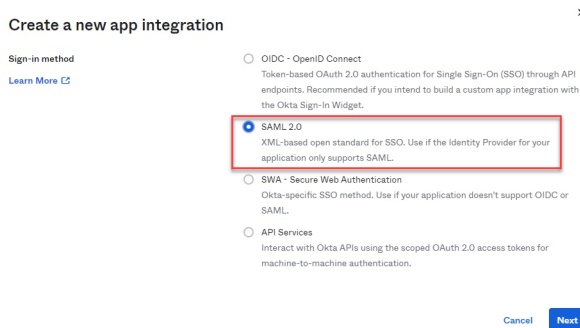 Create a new app integration
Sign-in method
Learn More
OIDC - OpenID Connect
Token-based OAuth 2.0 authentication for Single Sign-On (SSO) through API
endpoints. Recommended if you intend to build a custom app integration with
the Okta Sign-In Widget.
SAML 2.0
XML-based open standard for SSO. Use if the Identity Provider for your
application only supports SAML.
SWA - Secure Web Authentication
Okta-specific SSO method. Use if your application doesn't support OIDC or
SAML.
API Services
Interact with Okta APIs using the scoped OAuth 2.0 access tokens for
machine-to-machine authentication.
Cancel
Next